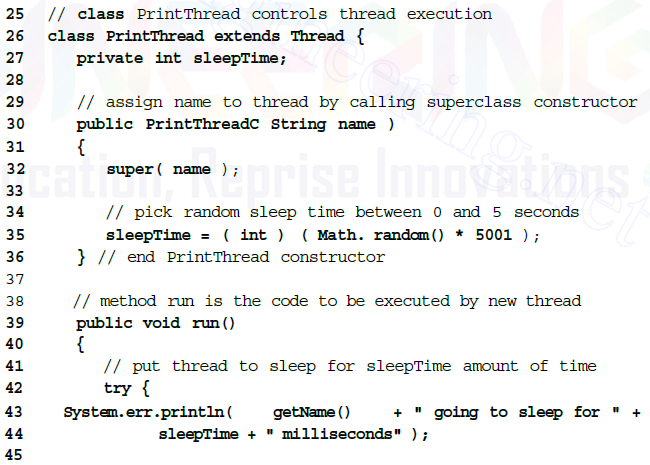 25 // class PrintThread controls thread execution
26 class PrintThread extends Thread {
27 private int sleepTime;
28
29 // assign name to thread by calling superclass constructor
30 public PrintThreadC String name )
31 {
32 super( name );
33
34 // pick random sleep time between 0 and 5 seconds
35 sleepTime = ( int ) ( Math. random() * 5001 );
36 } // end PrintThread constructor
37
38 // method run is the code to be executed by new thread
39 public void run()
40 {
41 // put thread to sleep for sleepTime amount of time
42 try {
43 System.err.println( getName() + " going to sleep for " +
44 sleepTime + " milliseconds" );
45